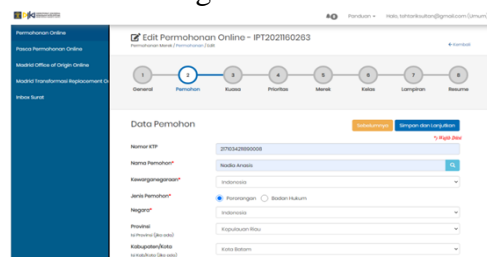 Panduan
Halo, tahtanksultan@gmail.com (Umum)
Permohonan Online
Pasca Permohonan Online
Madrid Office of Origin Online
Madrid Transformasi Replacement O
Inbox Surat
Edit Permohonan Online - IPT2021160263
Permohonan Merek / Permohonan / Edit
Kembali
1 2 3 4 5 6 7 8
General Pemohon Kuasa Prioritas Merek Kelas Lampiran Resume
Data Pemohon
Sebelumnya Simpan dan Lanjutkan
*) Wajib Diisi
Nomor KTP
Nama Pemohon* Nadia Anasis
Kewarganegaraan* Indonesia
Jenis Pemohon* Perorangan Badan Hukum
Negara* Indonesia
Provinsi Kepulauan Riau
Isi Provinsi (jika ada)
Kabupaten/Kota Kota Batam
Isi Kab/Kota (jika ada)